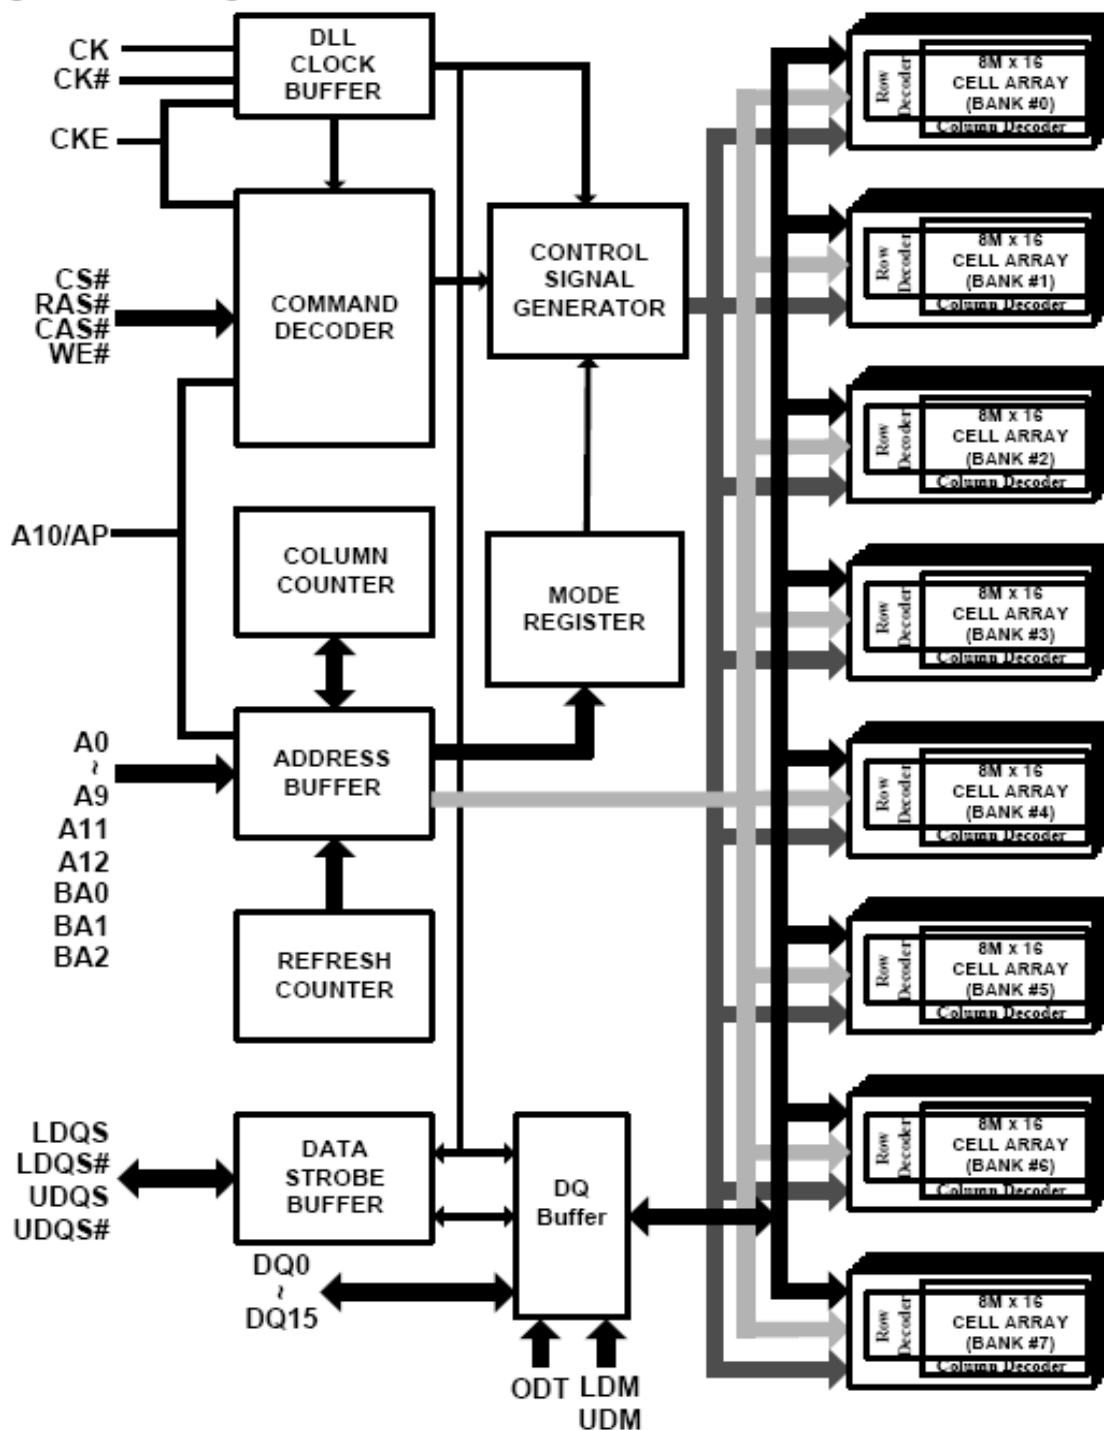 CK
CK#
CKE
DLL
CLOCK
BUFFER
CS#
RAS#
CAS#
WE#
COMMAND
DECODER
CONTROL
SIGNAL
GENERATOR
A10/AP
COLUMN
COUNTER
MODE
REGISTER
A0
~
A9
A11
A12
BA0
BA1
BA2
ADDRESS
BUFFER
REFRESH
COUNTER
LDQS
LDQS#
UDQS
UDQS#
DATA
STROBE
BUFFER
DQ0
~
DQ15
DQ
Buffer
ODT
LDM
UDM
Row
Decoder
8M x 16
CELL ARRAY
(BANK #0)
Column Decoder
Row
Decoder
8M x 16
CELL ARRAY
(BANK #1)
Column Decoder
Row
Decoder
8M x 16
CELL ARRAY
(BANK #2)
Column Decoder
Row
Decoder
8M x 16
CELL ARRAY
(BANK #3)
Column Decoder
Row
Decoder
8M x 16
CELL ARRAY
(BANK #4)
Column Decoder
Row
Decoder
8M x 16
CELL ARRAY
(BANK #5)
Column Decoder
Row
Decoder
8M x 16
CELL ARRAY
(BANK #6)
Column Decoder
Row
Decoder
8M x 16
CELL ARRAY
(BANK #7)
Column Decoder